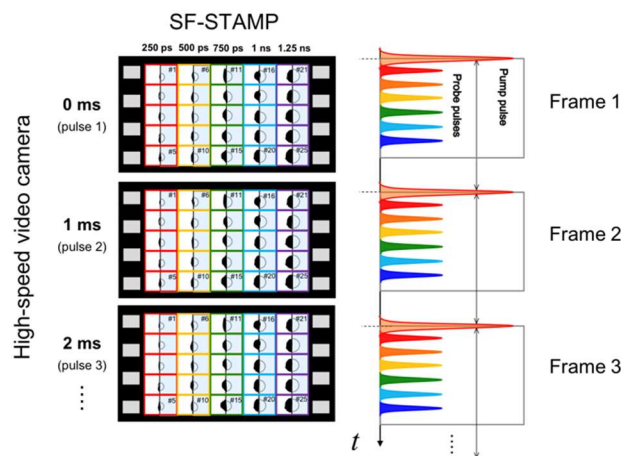 SF-STAMP
250 ps 500 ps 750 ps 1 ns 1.25 ns
High-speed video camera
0 ms
(pulse 1)
#1 #6 #11 #16 #21
#5 #10 #15 #20 #25
1 ms
(pulse 2)
#1 #6 #11 #16 #21
#5 #10 #15 #20 #25
2 ms
(pulse 3)
#1 #6 #11 #16 #21
#5 #10 #15 #20 #25
Pump pulse
Probe pulses
Frame 1
Frame 2
Frame 3
t